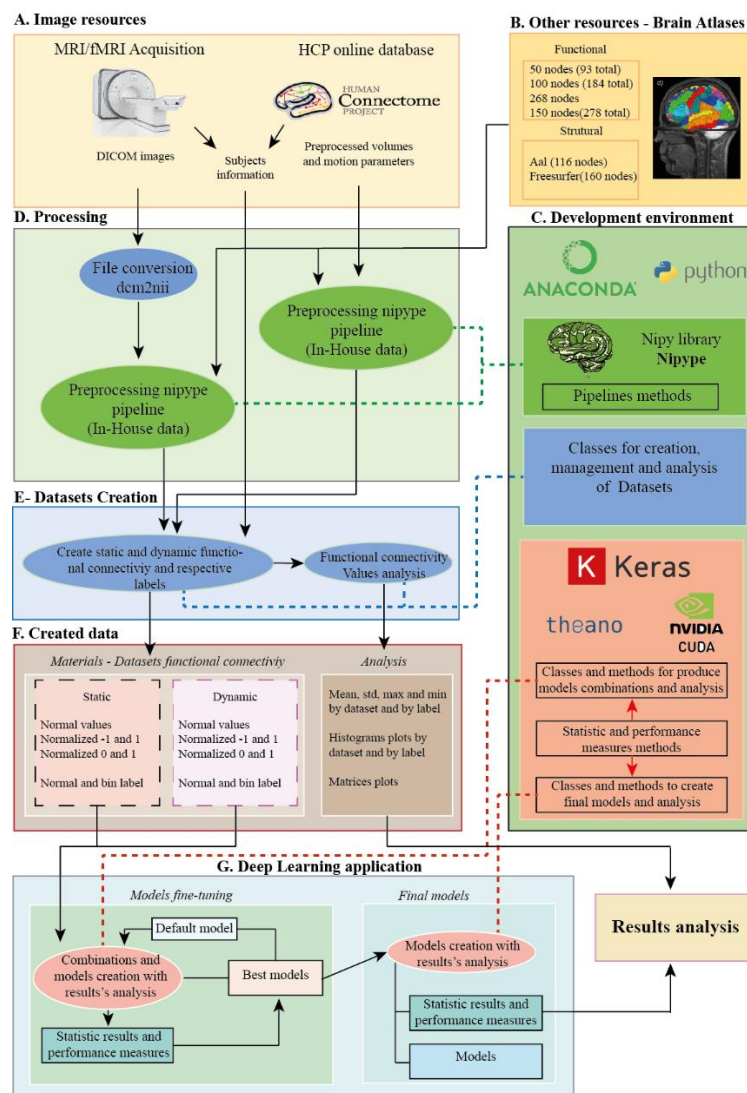 A. Image resources
MRI/fMRI Acquisition
HCP online database
HUMAN
Connectome
PROJECT
DICOM images
Subjects
information
Preprocessed volumes
and motion parameters
B. Other resources - Brain Atlases
Functional
50 nodes (93 total)
100 nodes (184 total)
268 nodes
150 nodes(278 total)
Strutural
Aal (116 nodes)
Freesurfer(160 nodes)
D. Processing
File conversion
dcm2nii
Preprocessing nipype
pipeline
(In-House data)
Preprocessing nipype
pipeline
(In-House data)
C. Development environment
ANACONDA
python
Nipy library
Nipype
Pipelines methods
Classes for creation,
management and analysis
of Datasets
K Keras
theano
NVIDIA
CUDA
Classes and methods for produce
models combinations and analysis
Statistic and performance
measures methods
Classes and methods to create
final models and analysis
E- Datasets Creation
Create static and dynamic functio-
nal connectiviy and respective
labels
Functional connectivity
Values analysis
F. Created data
Materials - Datasets functional connectiviy
Static
Normal values
Normalized -1 and 1
Normalized 0 and 1
Normal and bin label
Dynamic
Normal values
Normalized -1 and 1
Normalized 0 and 1
Normal and bin label
Analysis
Mean, std, max and min
by dataset and by label
Histograms plots by
dataset and by label
Matrices plots
G. Deep Learning application
Models fine-tuning
Default model
Combinations and
models creation with
results's analysis
Best models
Statistic results and
performance measures
Final models
Models creation with
results's analysis
Statistic results and
performance measures
Models
Results analysis